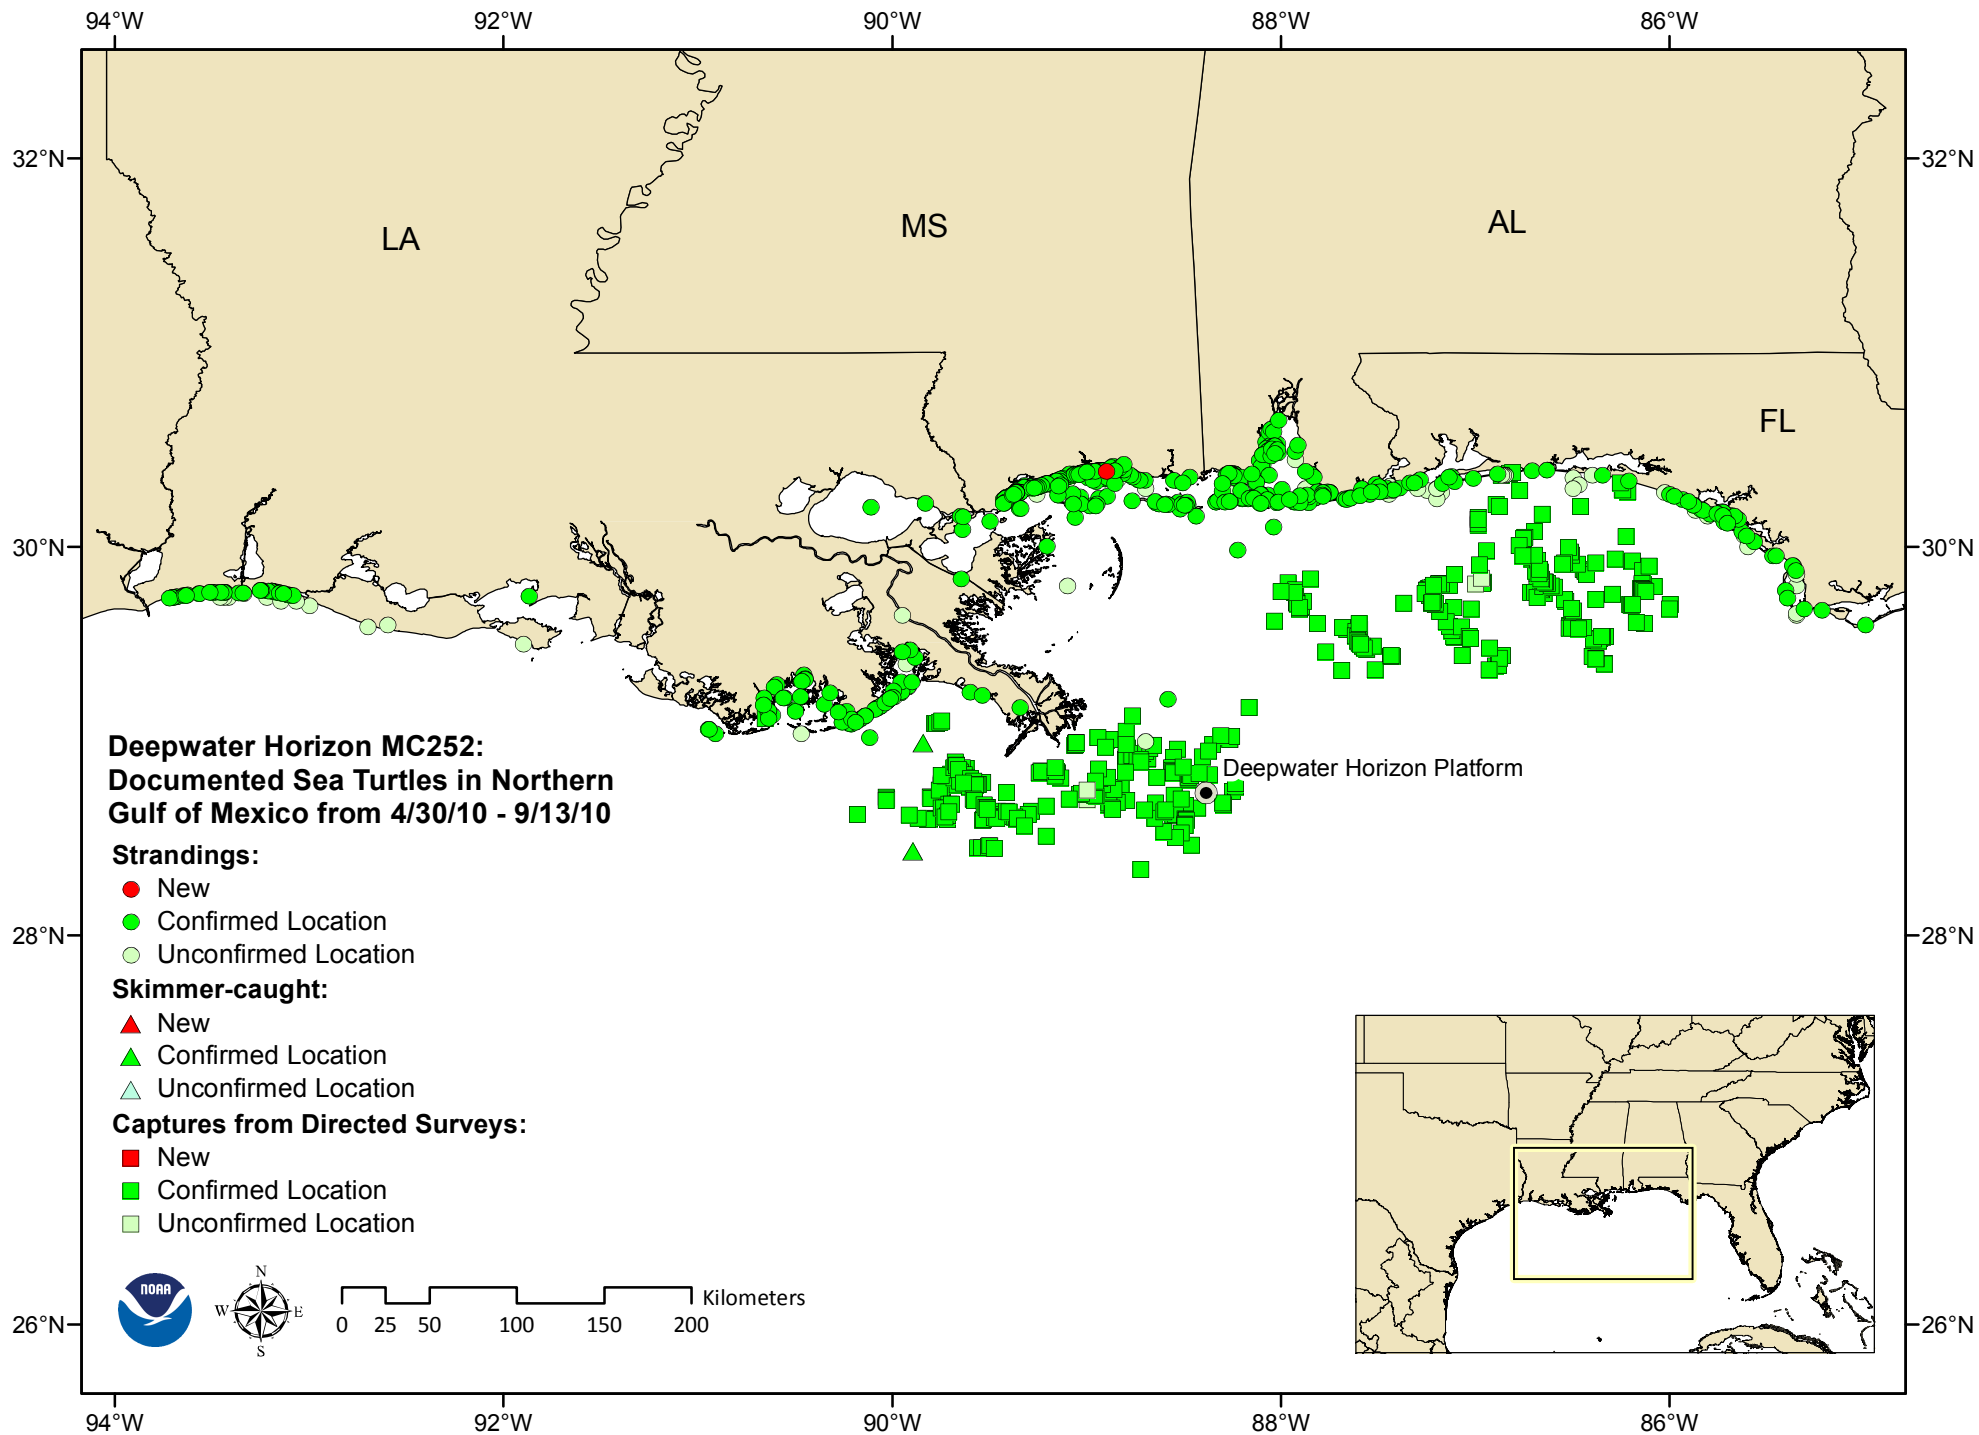 94°W 92°W 90°W 88°W 86°W
32°N 32°N
LA MS AL
FL
30°N 30°N
Deepwater Horizon Platform
Deepwater Horizon MC252:
Documented Sea Turtles in Northern
Gulf of Mexico from 4/30/10 - 9/13/10
Strandings:
New
Confirmed Location
Unconfirmed Location
28°N 28°N
Skimmer-caught:
New
Confirmed Location
Unconfirmed Location
Captures from Directed Surveys:
New
Confirmed Location
Unconfirmed Location
NOAA
N
W E
S
Kilometers
0 25 50 100 150 200
26°N 26°N
94°W 92°W 90°W 88°W 86°W